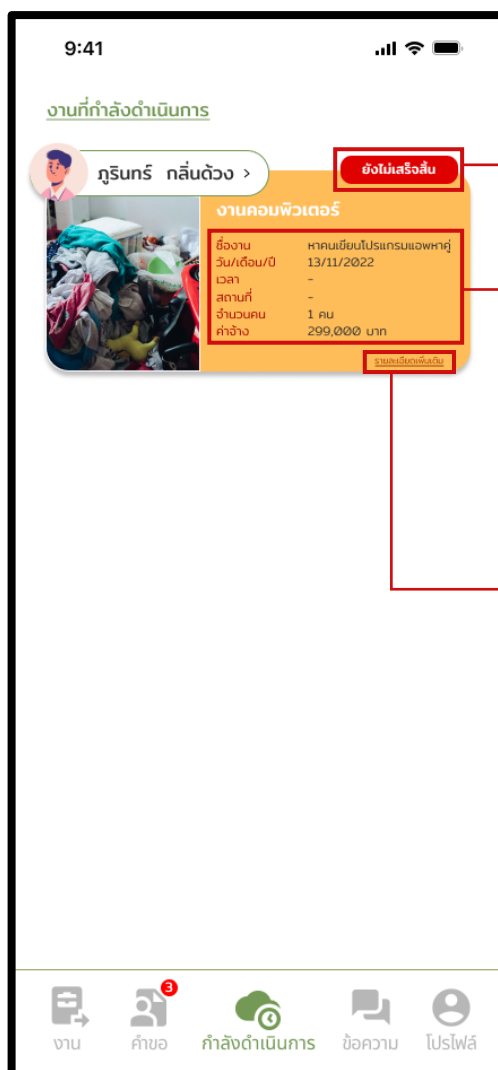 9:41
งานที่กำลังดำเนินการ
ภูรินทร์ กลิ่นด้วง >
ยังไม่เสร็จสิ้น
งานคอมพิวเตอร์
ชื่องาน หาคนเขียนโปรแกรมแอพหาคู่
วัน/เดือน/ปี 13/11/2022
เวลา -
สถานที่ -
จำนวนคน 1 คน
ค่าจ้าง 299,000 บาท
รายละเอียดเพิ่มเติม
3
งาน คำขอ กำลังดำเนินการ ข้อความ โปรไฟล์